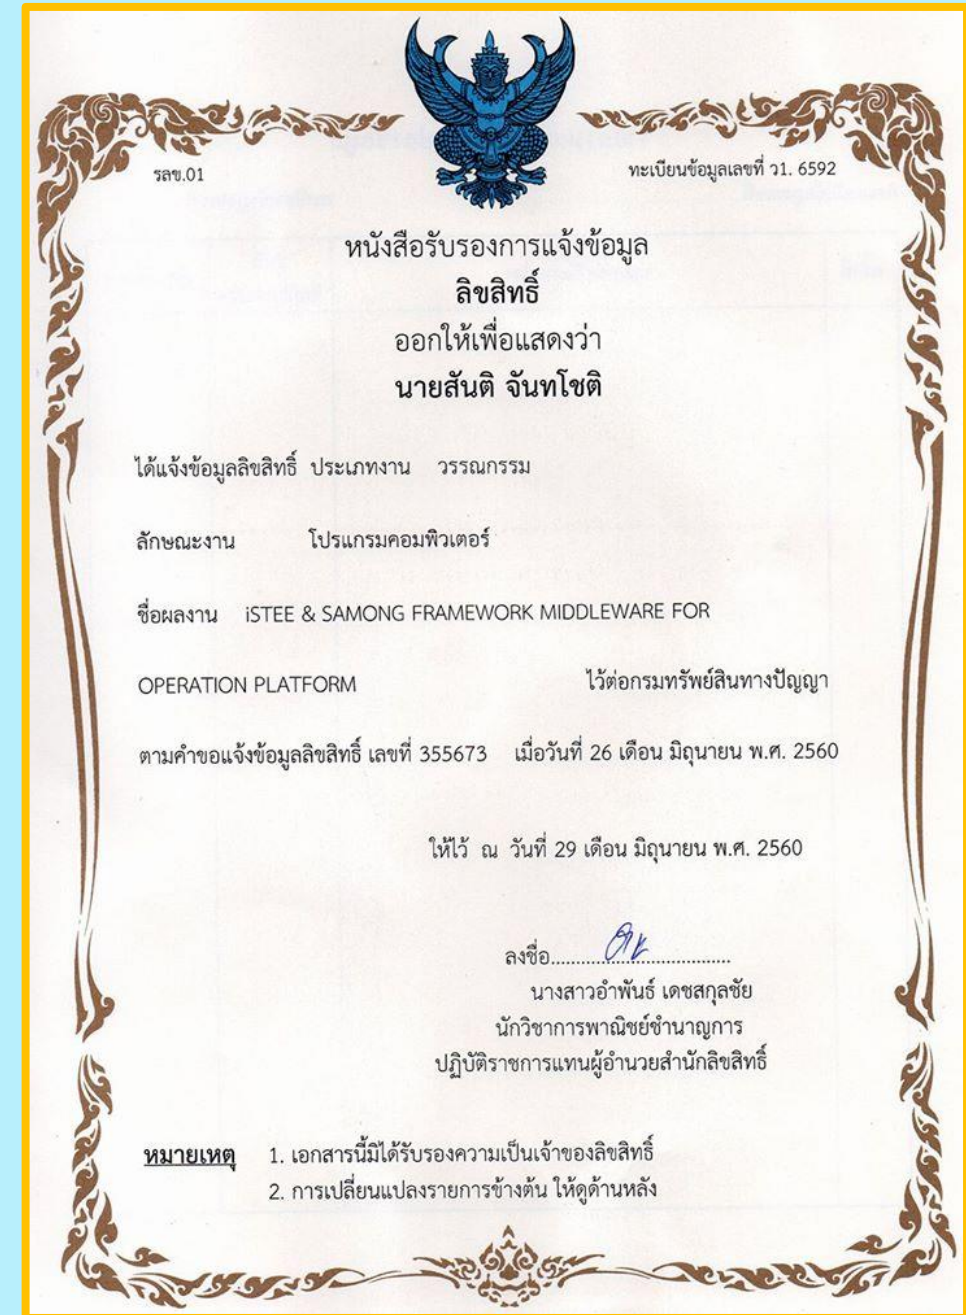 รลข.01
ทะเบียนข้อมูลเลขที่ ว1. 6592
หนังสือรับรองการแจ้งข้อมูล
ลิขสิทธิ์
ออกให้เพื่อแสดงว่า
นายสันติ จันทโชติ
ได้แจ้งข้อมูลลิขสิทธิ์ ประเภทงาน วรรณกรรม
ลักษณะงาน โปรแกรมคอมพิวเตอร์
ชื่อผลงาน iSTEE & SAMONG FRAMEWORK MIDDLEWARE FOR
OPERATION PLATFORM ไว้ต่อกรมทรัพย์สินทางปัญญา
ตามคำขอแจ้งข้อมูลลิขสิทธิ์ เลขที่ 355673 เมื่อวันที่ 26 เดือน มิถุนายน พ.ศ. 2560
ให้ไว้ ณ วันที่ 29 เดือน มิถุนายน พ.ศ. 2560
ลงชื่อ..........................................
นางสาวอำพันธ์ เดชสกุลชัย
นักวิชาการพาณิชย์ชำนาญการ
ปฏิบัติราชการแทนผู้อำนวยสำนักลิขสิทธิ์
หมายเหตุ 1. เอกสารนี้มิได้รับรองความเป็นเจ้าของลิขสิทธิ์
2. การเปลี่ยนแปลงรายการข้างต้น ให้ดูด้านหลัง